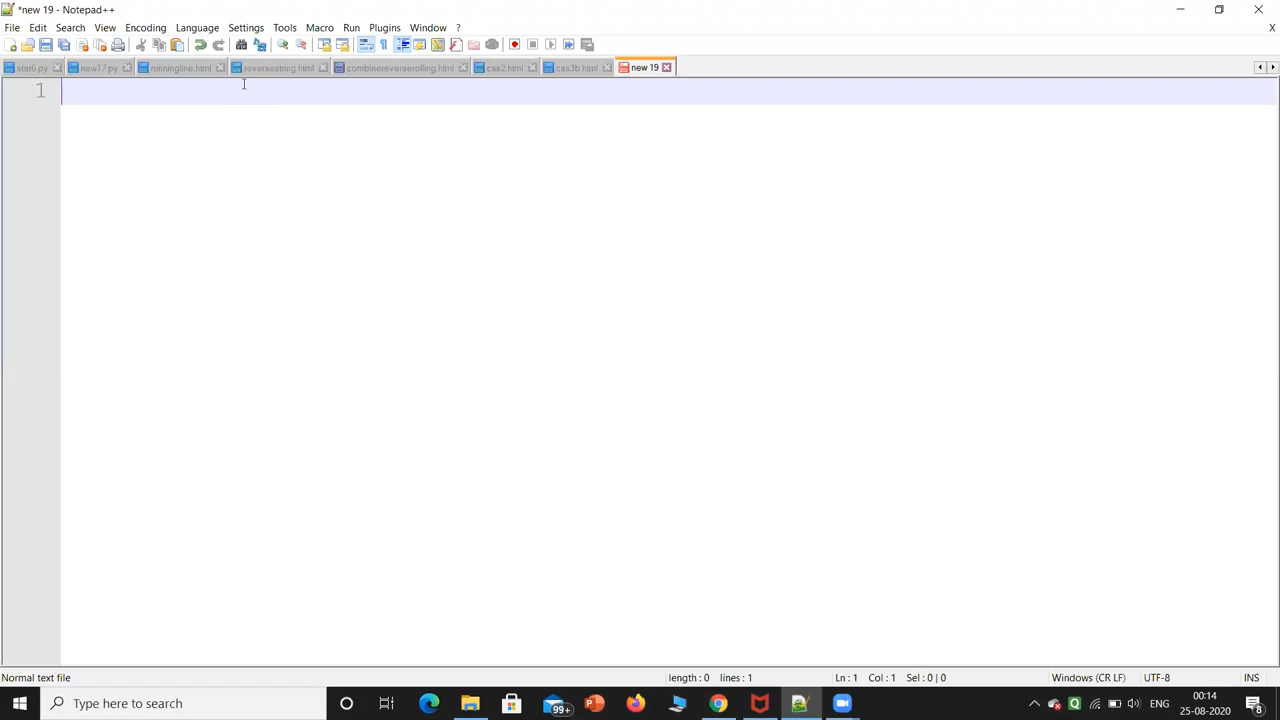 *new 19 - Notepad++
File Edit Search View Encoding Language Settings Tools Macro Run Plugins Window ? X
star5.py new17.py runningline.html reversestring.html combinereverserolling.html css2.html css3b.html new 19
1
Normal text file length : 0 lines : 1 Ln : 1 Col : 1 Sel : 0 | 0 Windows (CR LF) UTF-8 INS
Type here to search 99+ ENG 00:14
25-08-2020 8